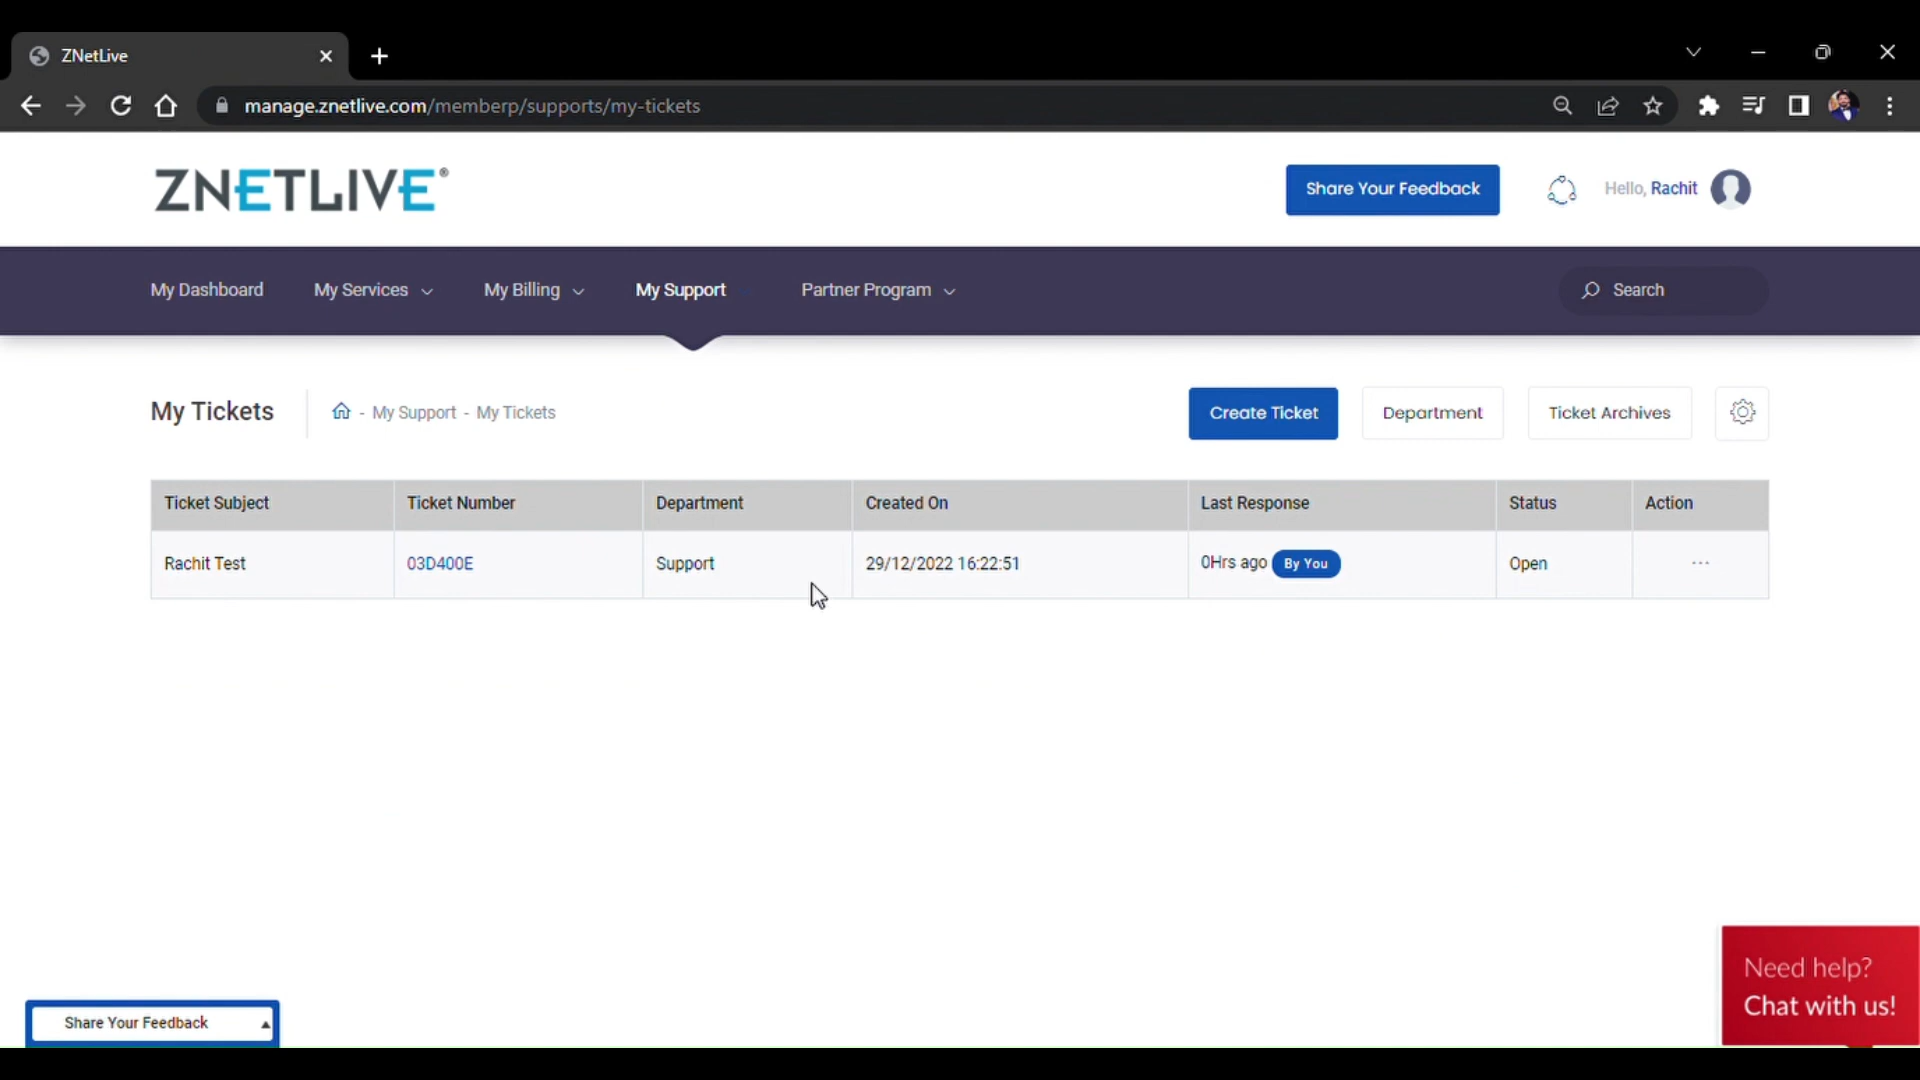 ZNetLive
manage.znetlive.com/memberp/supports/my-tickets
ZNETLIVE®
Share Your Feedback
Hello, Rachit
My Dashboard
My Services
My Billing
My Support
Partner Program
Search
My Tickets
- My Support - My Tickets
Create Ticket
Department
Ticket Archives
Ticket Subject Ticket Number Department Created On Last Response Status Action
Rachit Test 03D400E Support 29/12/2022 16:22:51 0Hrs ago By You Open ...
Need help?
Chat with us!
Share Your Feedback